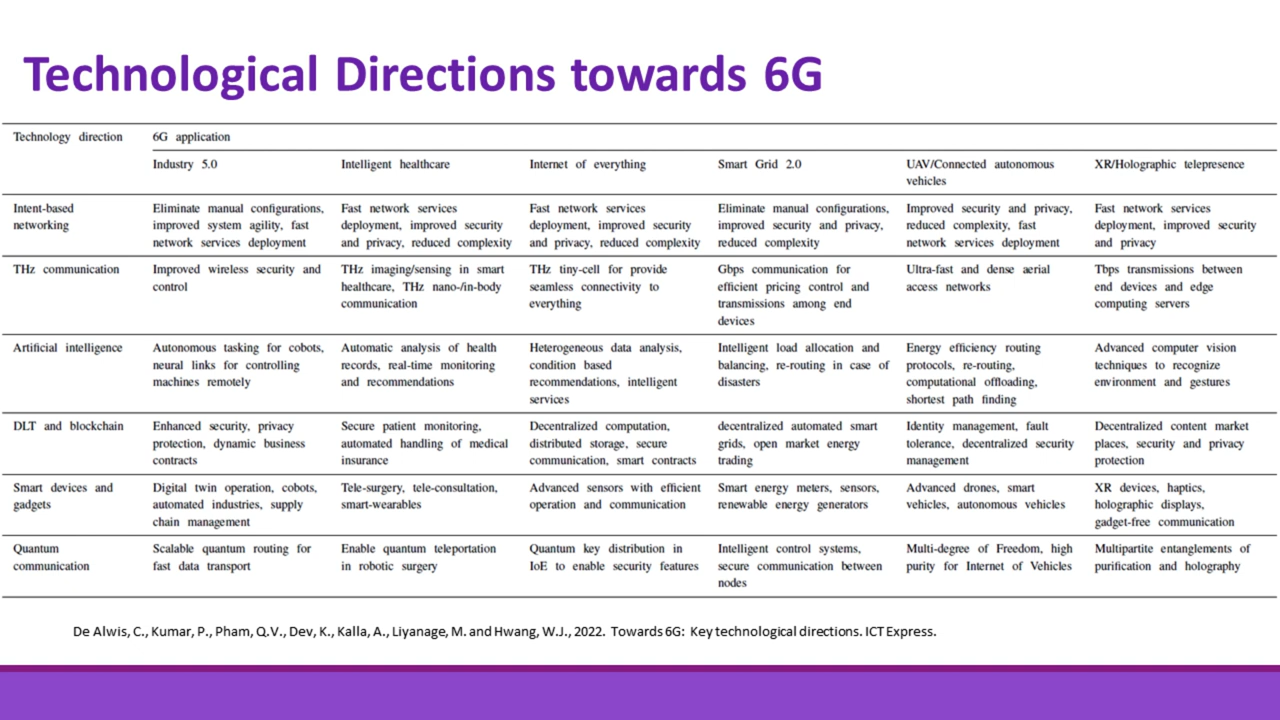 Technological Directions towards 6G
Technology direction
6G application
Industry 5.0
Intelligent healthcare
Internet of everything
Smart Grid 2.0
UAV/Connected autonomous
vehicles
XR/Holographic telepresence
Intent-based
networking
Eliminate manual configurations,
improved system agility, fast
network services deployment
Fast network services
deployment, improved security
and privacy, reduced complexity
Fast network services
deployment, improved security
and privacy, reduced complexity
Eliminate manual configurations,
improved security and privacy,
reduced complexity
Improved security and privacy,
reduced complexity, fast
network services deployment
Fast network services
deployment, improved security
and privacy
THz communication
Improved wireless security and
control
THz imaging/sensing in smart
healthcare, THz nano-/in-body
communication
THz tiny-cell for provide
seamless connectivity to
everything
Gbps communication for
efficient pricing control and
transmissions among end
devices
Ultra-fast and dense aerial
access networks
Tbps transmissions between
end devices and edge
computing servers
Artificial intelligence
Autonomous tasking for cobots,
neural links for controlling
machines remotely
Automatic analysis of health
records, real-time monitoring
and recommendations
Heterogeneous data analysis,
condition based
recommendations, intelligent
services
Intelligent load allocation and
balancing, re-routing in case of
disasters
Energy efficiency routing
protocols, re-routing,
computational offloading,
shortest path finding
Advanced computer vision
techniques to recognize
environment and gestures
DLT and blockchain
Enhanced security, privacy
protection, dynamic business
contracts
Secure patient monitoring,
automated handling of medical
insurance
Decentralized computation,
distributed storage, secure
communication, smart contracts
decentralized automated smart
grids, open market energy
trading
Identity management, fault
tolerance, decentralized security
management
Decentralized content market
places, security and privacy
protection
Smart devices and
gadgets
Digital twin operation, cobots,
automated industries, supply
chain management
Tele-surgery, tele-consultation,
smart-wearables
Advanced sensors with efficient
operation and communication
Smart energy meters, sensors,
renewable energy generators
Advanced drones, smart
vehicles, autonomous vehicles
XR devices, haptics,
holographic displays,
gadget-free communication
Quantum
communication
Scalable quantum routing for
fast data transport
Enable quantum teleportation
in robotic surgery
Quantum key distribution in
IoE to enable security features
Intelligent control systems,
secure communication between
nodes
Multi-degree of Freedom, high
purity for Internet of Vehicles
Multipartite entanglements of
purification and holography
De Alwis, C., Kumar, P., Pham, Q.V., Dev, K., Kalla, A., Liyanage, M. and Hwang, W.J., 2022. Towards 6G: Key technological directions. ICT Express.